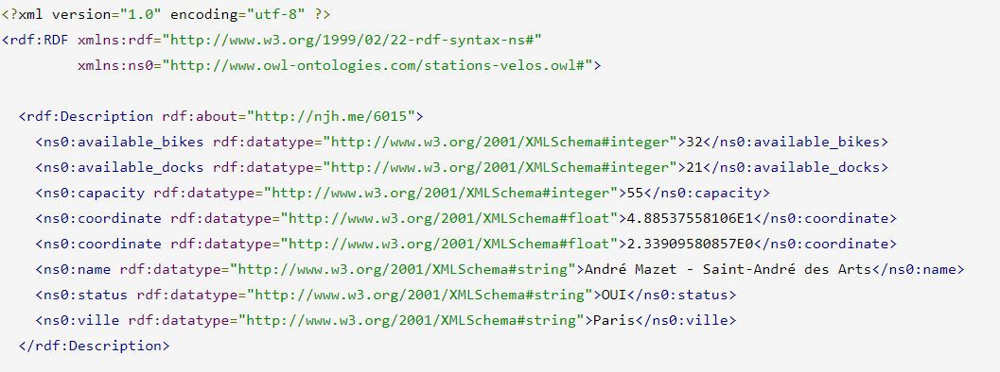 <?xml version="1.0" encoding="utf-8" ?>
<rdf:RDF xmlns:rdf="http://www.w3.org/1999/02/22-rdf-syntax-ns#"
xmlns:ns0="http://www.owl-ontologies.com/stations-velos.owl#">
<rdf:Description rdf:about="http://njh.me/6015">
<ns0:available_bikes rdf:datatype="http://www.w3.org/2001/XMLSchema#integer">32</ns0:available_bikes>
<ns0:available_docks rdf:datatype="http://www.w3.org/2001/XMLSchema#integer">21</ns0:available_docks>
<ns0:capacity rdf:datatype="http://www.w3.org/2001/XMLSchema#integer">55</ns0:capacity>
<ns0:coordinate rdf:datatype="http://www.w3.org/2001/XMLSchema#float">4.88537558106E1</ns0:coordinate>
<ns0:coordinate rdf:datatype="http://www.w3.org/2001/XMLSchema#float">2.33909580857E0</ns0:coordinate>
<ns0:name rdf:datatype="http://www.w3.org/2001/XMLSchema#string">André Mazet - Saint-André des Arts</ns0:name>
<ns0:status rdf:datatype="http://www.w3.org/2001/XMLSchema#string">OUI</ns0:status>
<ns0:ville rdf:datatype="http://www.w3.org/2001/XMLSchema#string">Paris</ns0:ville>
</rdf:Description>